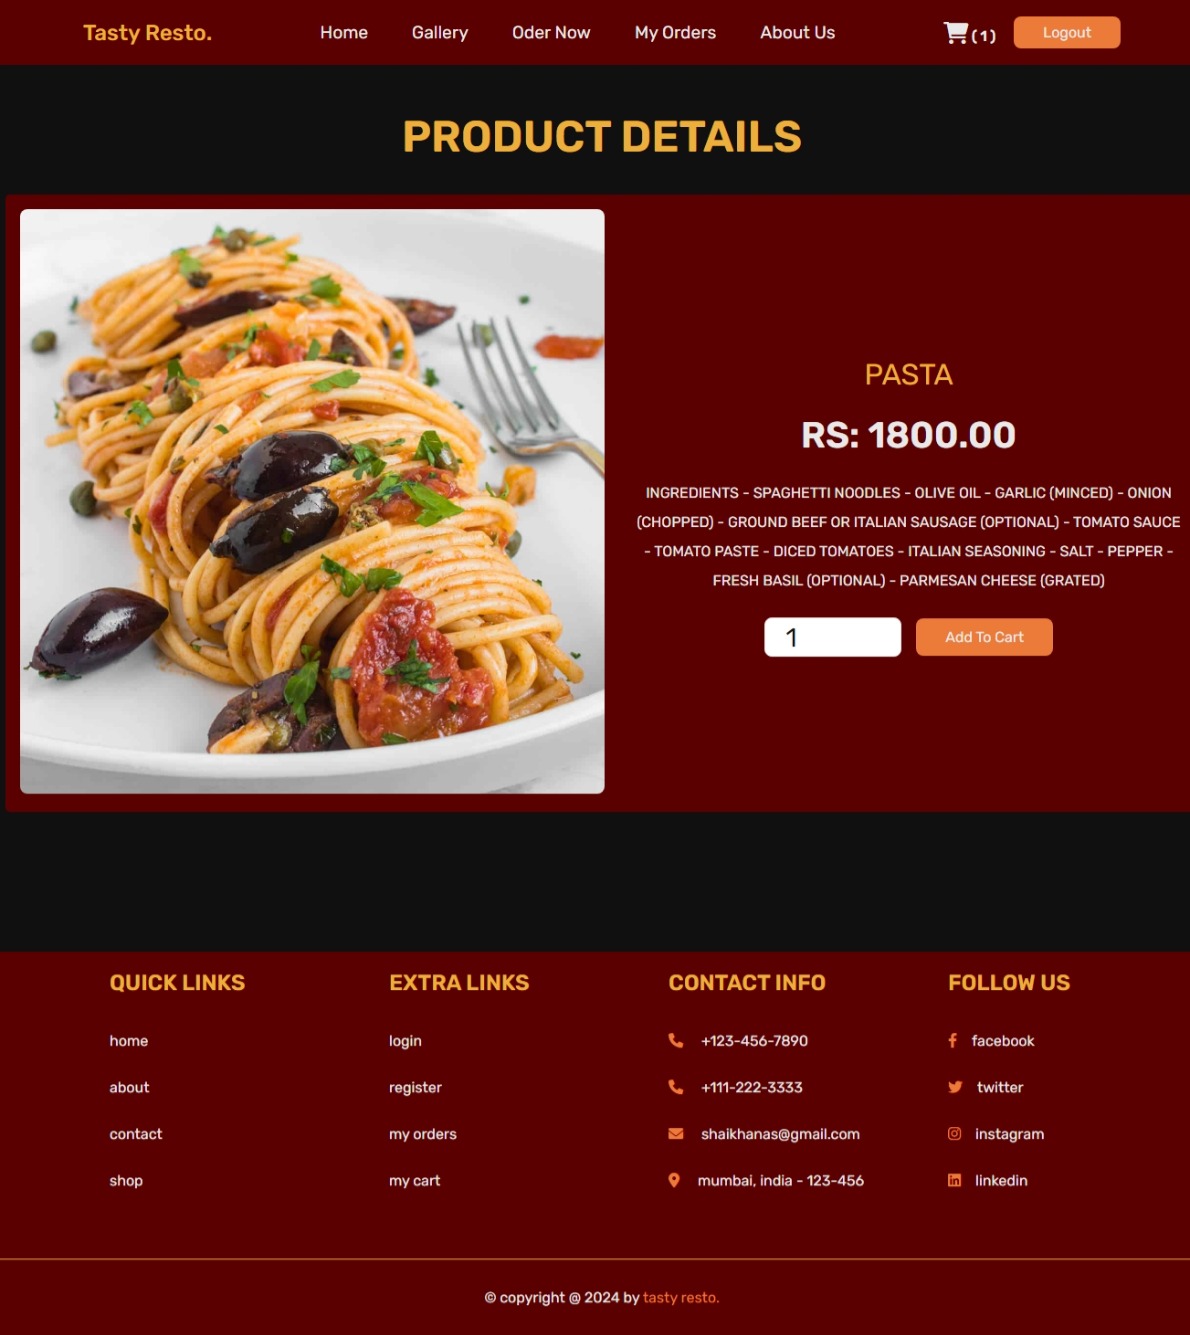 Tasty Resto.
Home
Gallery
Oder Now
My Orders
About Us
(1)
Logout
PRODUCT DETAILS
PASTA
RS: 1800.00
INGREDIENTS - SPAGHETTI NOODLES - OLIVE OIL - GARLIC (MINCED) - ONION
(CHOPPED) - GROUND BEEF OR ITALIAN SAUSAGE (OPTIONAL) - TOMATO SAUCE
- TOMATO PASTE - DICED TOMATOES - ITALIAN SEASONING - SALT - PEPPER -
FRESH BASIL (OPTIONAL) - PARMESAN CHEESE (GRATED)
1
Add To Cart
QUICK LINKS
home
about
contact
shop
EXTRA LINKS
login
register
my orders
my cart
CONTACT INFO
+123-456-7890
+111-222-3333
shaikhanas@gmail.com
mumbai, india - 123-456
FOLLOW US
facebook
twitter
instagram
linkedin
© copyright @ 2024 by tasty resto.